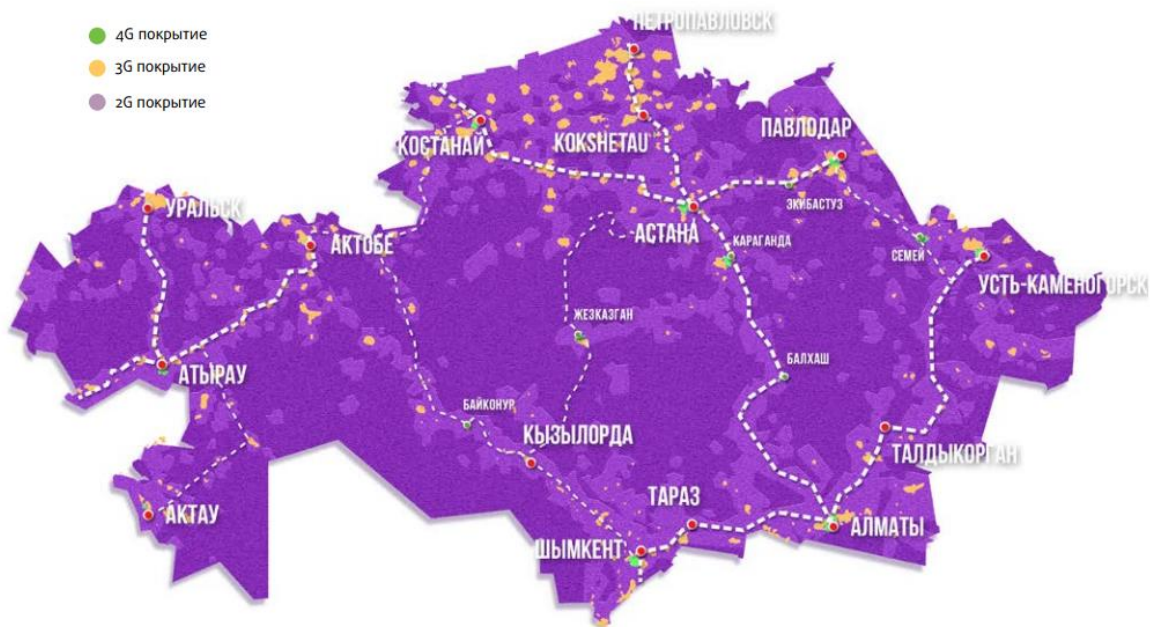 4G покрытие
3G покрытие
2G покрытие
ПЕТРОПАВЛОВСК
КОСТАНАЙ
KOKSHETAU
ПАВЛОДАР
ЭКИБАСТУЗ
УРАЛЬСК
АКТОБЕ
АСТАНА
КАРАГАНДА
СЕМЕЙ
УСТЬ-КАМЕНОГОРСК
ЖЕЗКАЗГАН
АТЫРАУ
БАЛХАШ
БАЙКОНУР
КЫЗЫЛОРДА
ТАЛДЫКОРГАН
ТАРАЗ
АКТАУ
АЛМАТЫ
ШЫМКЕНТ